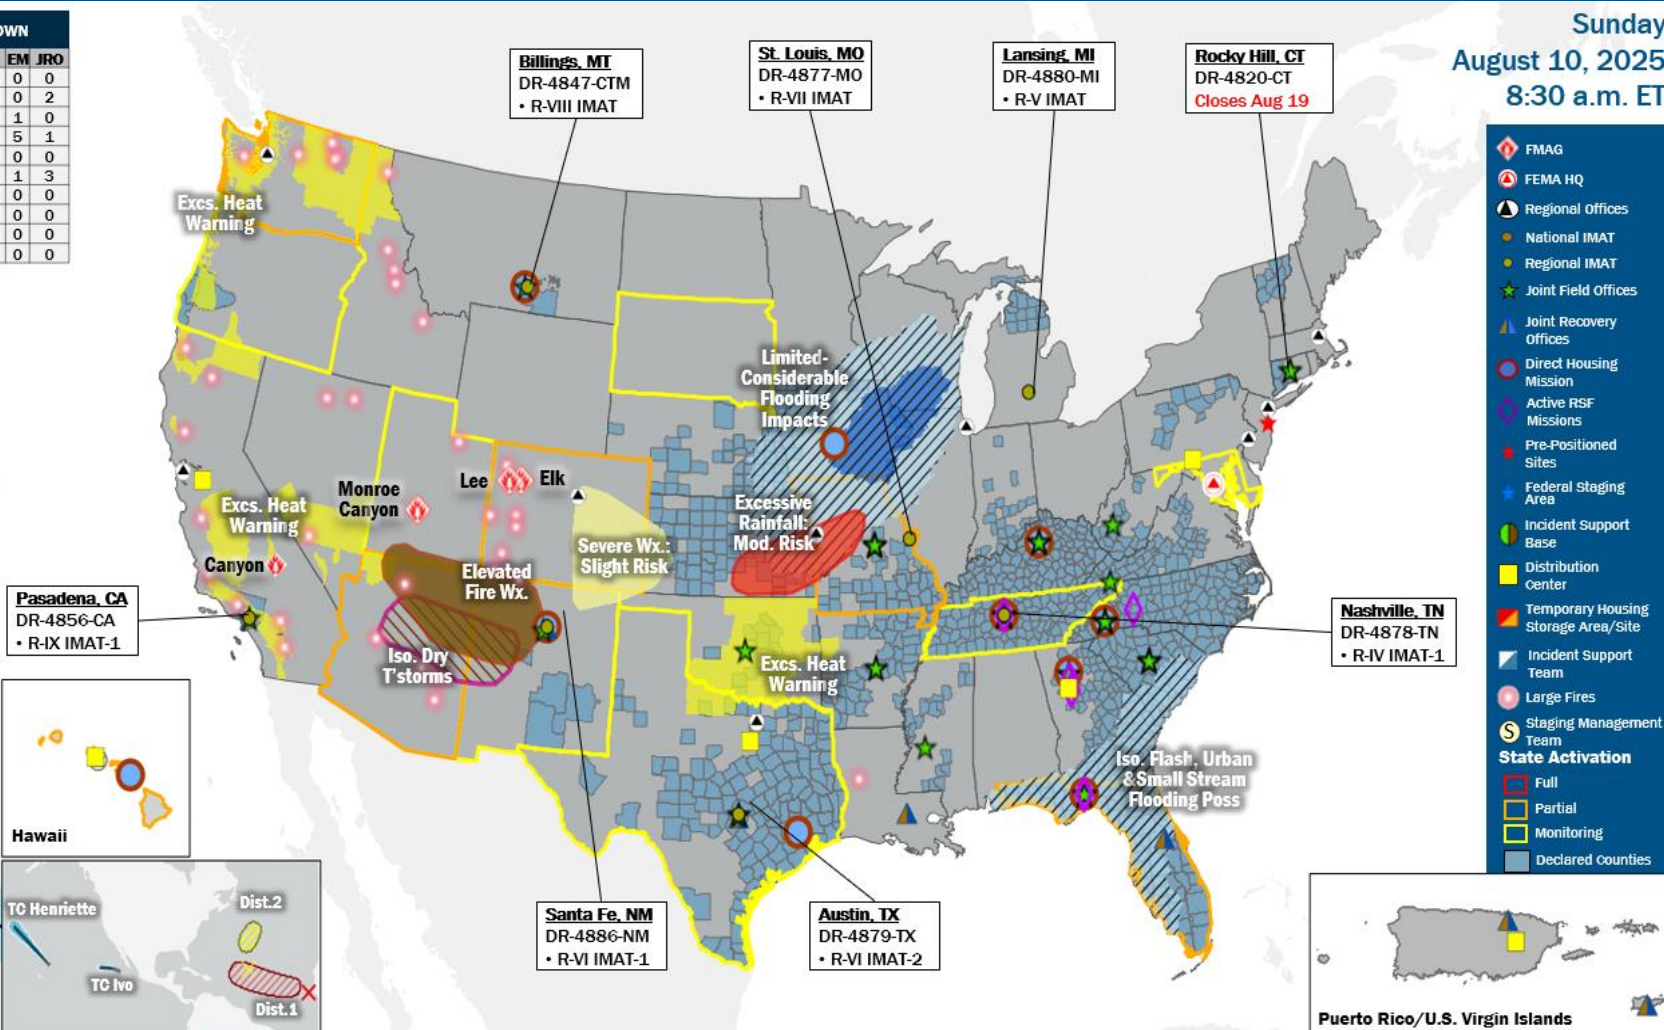 OWN
EM JRO
0 0
0 2
1 0
5 1
0 0
1 3
0 0
0 0
0 0
0 0
Sunday
August 10, 2025
8:30 a.m. ET
Billings, MT
DR-4847-CTM
• R-VIII IMAT
St. Louis, MO
DR-4877-MO
• R-VII IMAT
Lansing, MI
DR-4880-MI
• R-V IMAT
Rocky Hill, CT
DR-4820-CT
Closes Aug 19
FMAG
FEMA HQ
Regional Offices
National IMAT
Regional IMAT
Joint Field Offices
Joint Recovery
Offices
Direct Housing
Mission
Active RSF
Missions
Pre-Positioned
Sites
Federal Staging
Area
Incident Support
Base
Distribution
Center
Temporary Housing
Storage Area/Site
Incident Support
Team
Large Fires
S
Staging Management
Team
State Activation
Full
Partial
Monitoring
Declared Counties
Excs. Heat
Warning
Limited-
Considerable
Flooding
Impacts
Lee
Elk
Monroe
Canyon
Excs. Heat
Warning
Canyon
Excessive
Rainfall:
Mod. Risk
Severe Wx.:
Slight Risk
Elevated
Fire Wx.
Iso. Dry
T'storms
Excs. Heat
Warning
Pasadena, CA
DR-4856-CA
• R-IX IMAT-1
Nashville, TN
DR-4878-TN
• R-IV IMAT-1
Iso. Flash, Urban
&Small Stream
Flooding Poss
Hawaii
Santa Fe, NM
DR-4886-NM
• R-VI IMAT-1
Austin, TX
DR-4879-TX
• R-VI IMAT-2
TC Henriette
TC Ivo
Dist.2
Dist.1
Puerto Rico/U.S. Virgin Islands